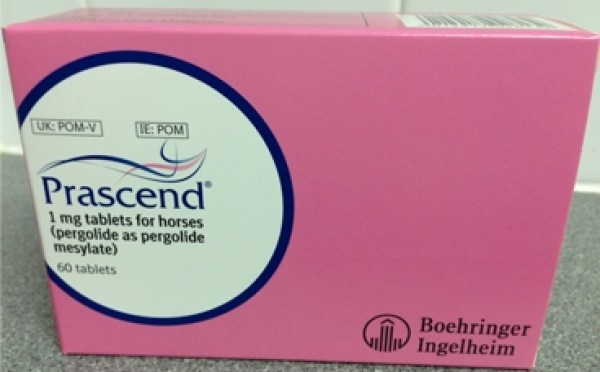 UK: POM-V
IE: POM
Prascend®
1 mg tablets for horses
(pergolide as pergolide
mesylate)
60 tablets
Boehringer
Ingelheim